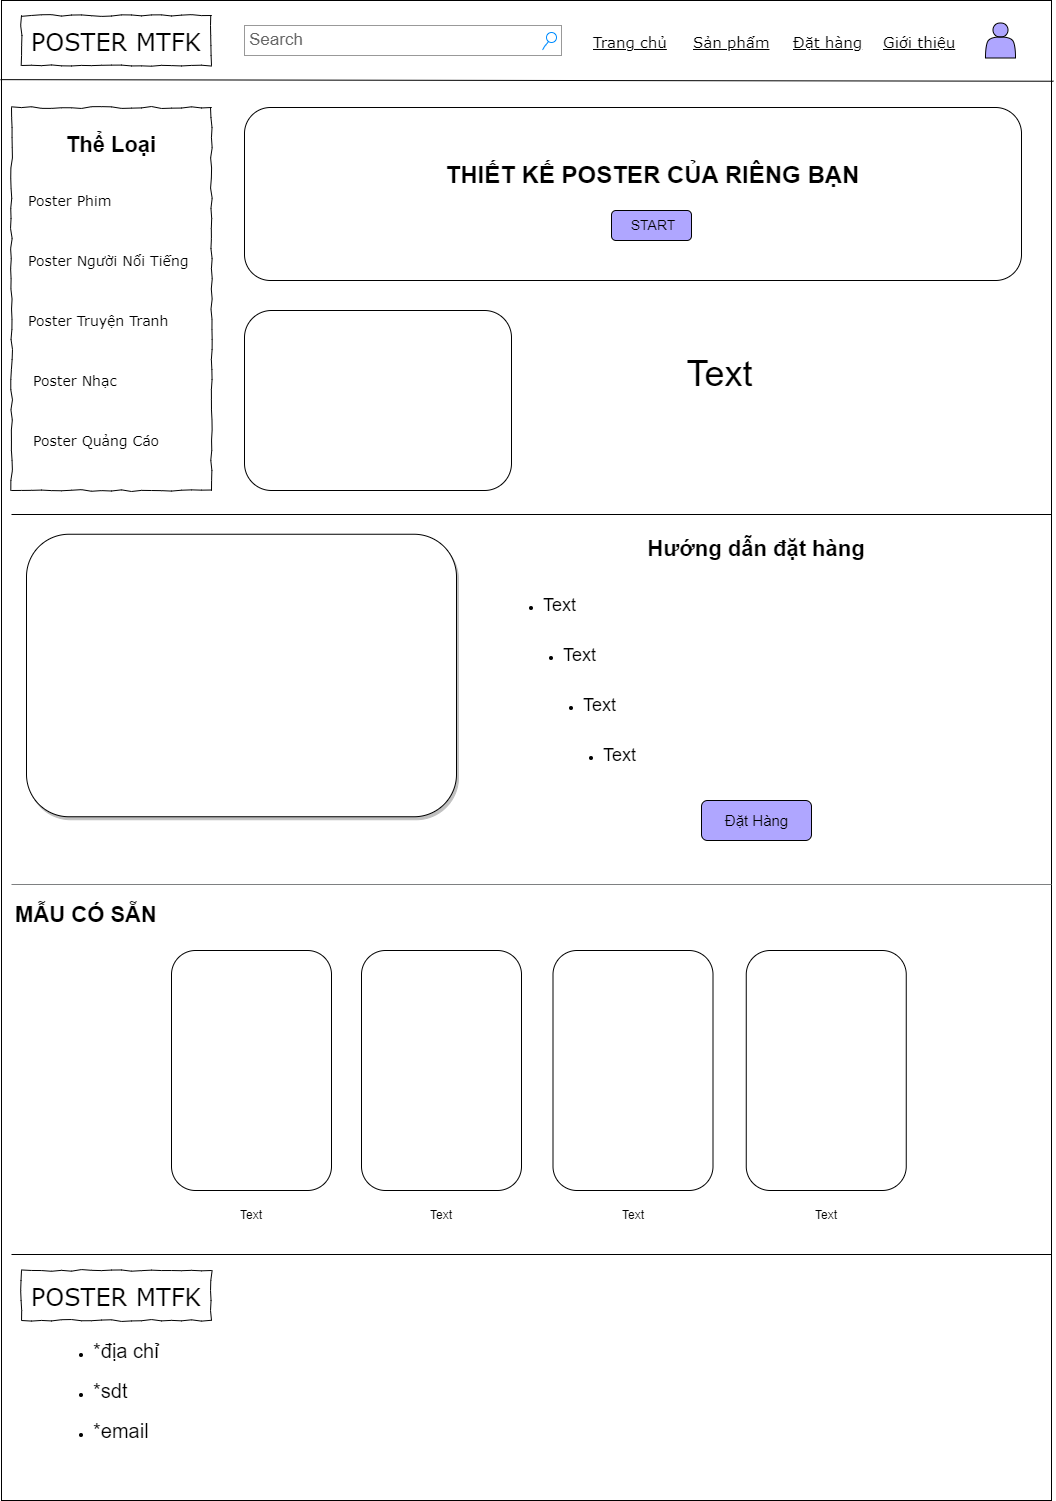 POSTER MTFK
Search
Trang chủ
Sản phẩm
Đặt hàng
Giới thiệu
Thể Loại
Poster Phim
Poster Người Nổi Tiếng
Poster Truyện Tranh
Poster Nhạc
Poster Quảng Cáo
THIẾT KẾ POSTER CỦA RIÊNG BẠN
START
Text
Hướng dẫn đặt hàng
• Text
• Text
• Text
• Text
Đặt Hàng
MẪU CÓ SẴN
Text
Text
Text
Text
POSTER MTFK
• *địa chỉ
• *sdt
• *email